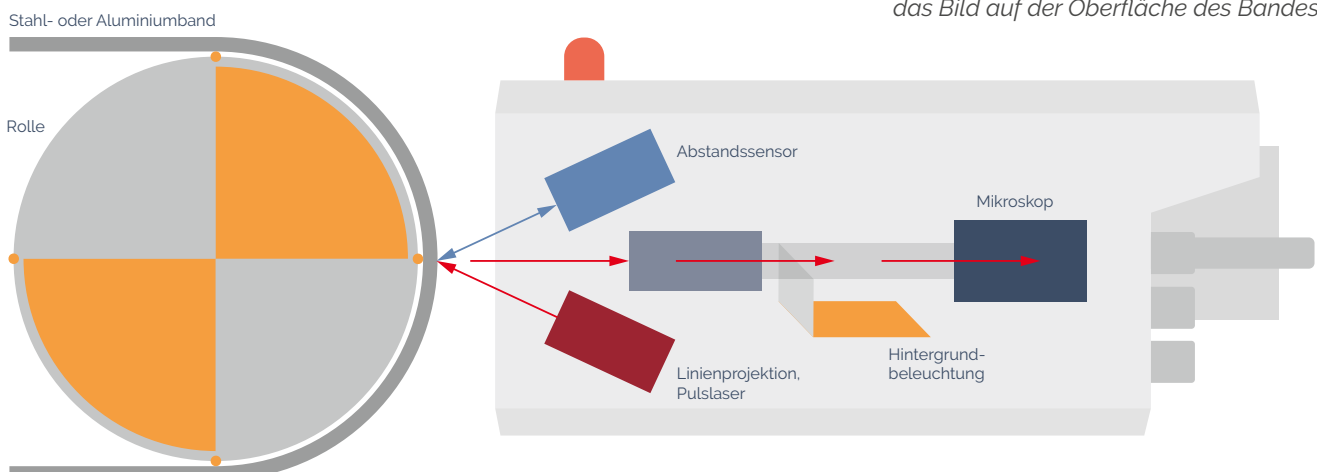 das Bild auf der Oberfläche des Bandes
Stahl- oder Aluminiumband
Rolle
Abstandssensor
Mikroskop
Hintergrund-
beleuchtung
Linienprojektion,
Pulslaser